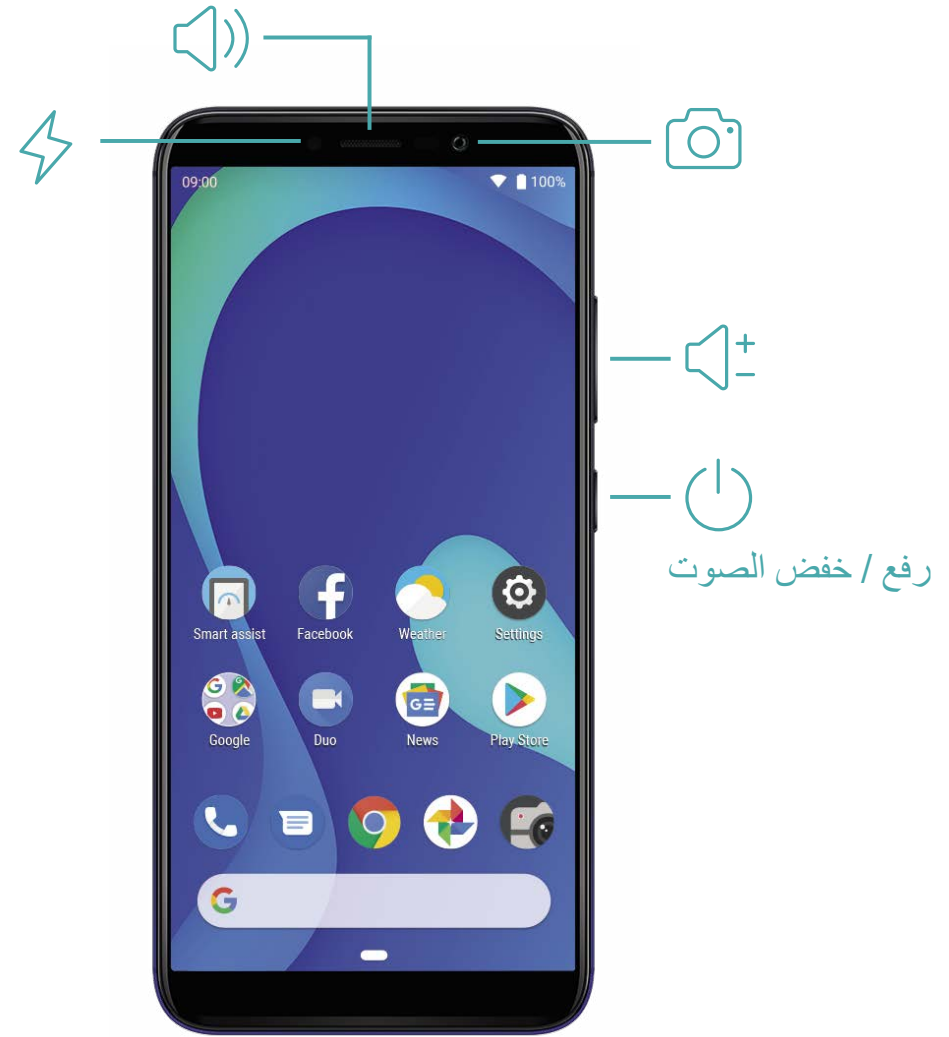 09:00
100%
رفع / خفض الصوت
Smart assist
Facebook
Weather
Settings
Google
Duo
News
Play Store